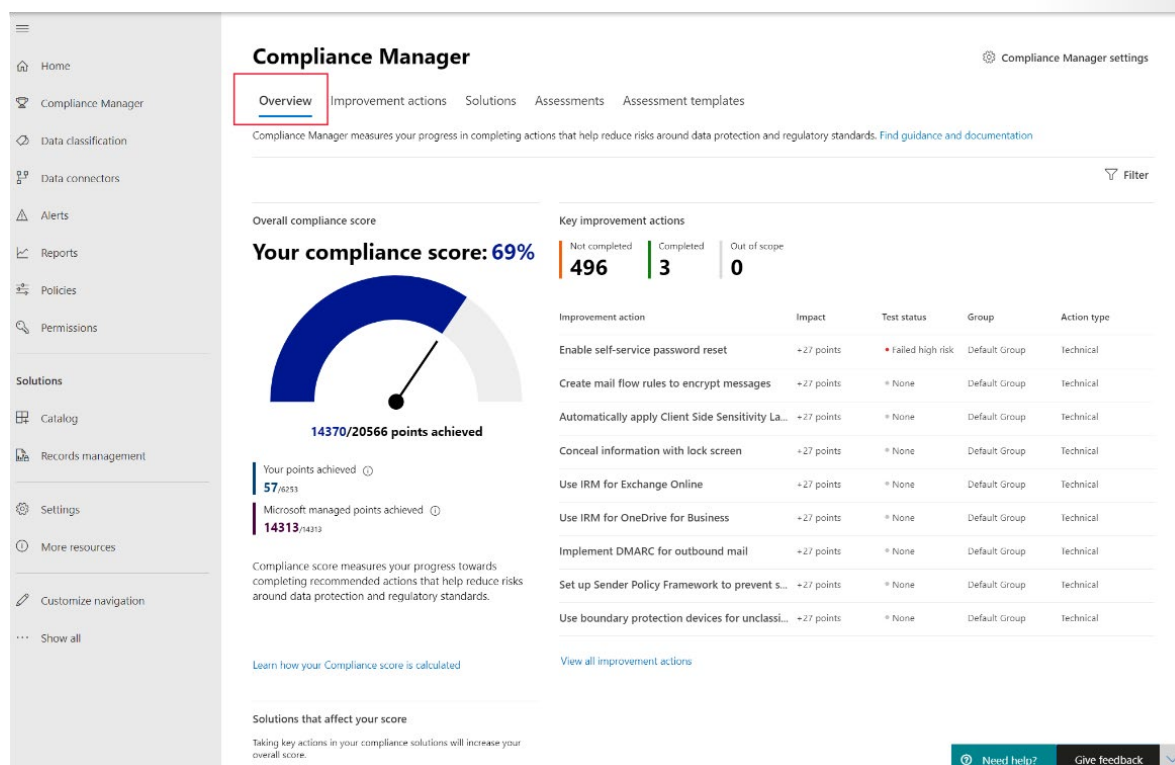 Home
Compliance Manager
Data classification
Data connectors
Alerts
Reports
Policies
Permissions
Solutions
Catalog
Records management
Settings
More resources
Customize navigation
Show all
Compliance Manager
Compliance Manager settings
Overview Improvement actions Solutions Assessments Assessment templates
Compliance Manager measures your progress in completing actions that help reduce risks around data protection and regulatory standards. Find guidance and documentation
Filter
Overall compliance score
Your compliance score: 69%
14370/20566 points achieved
Your points achieved
57/6253
Microsoft managed points achieved
14313/14313
Compliance score measures your progress towards
completing recommended actions that help reduce risks
around data protection and regulatory standards.
Learn how your Compliance score is calculated
Solutions that affect your score
Taking key actions in your compliance solutions will increase your
overall score.
Key improvement actions
Not completed Completed Out of scope
496 3 0
Improvement action Impact Test status Group Action type
Enable self-service password reset +27 points Failed high risk Default Group Technical
Create mail flow rules to encrypt messages +27 points None Default Group Technical
Automatically apply Client Side Sensitivity La... +27 points None Default Group Technical
Conceal information with lock screen +27 points None Default Group Technical
Use IRM for Exchange Online +27 points None Default Group Technical
Use IRM for OneDrive for Business +27 points None Default Group Technical
Implement DMARC for outbound mail +27 points None Default Group Technical
Set up Sender Policy Framework to prevent s... +27 points None Default Group Technical
Use boundary protection devices for unclassi... +27 points None Default Group Technical
View all improvement actions
Need help? Give feedback